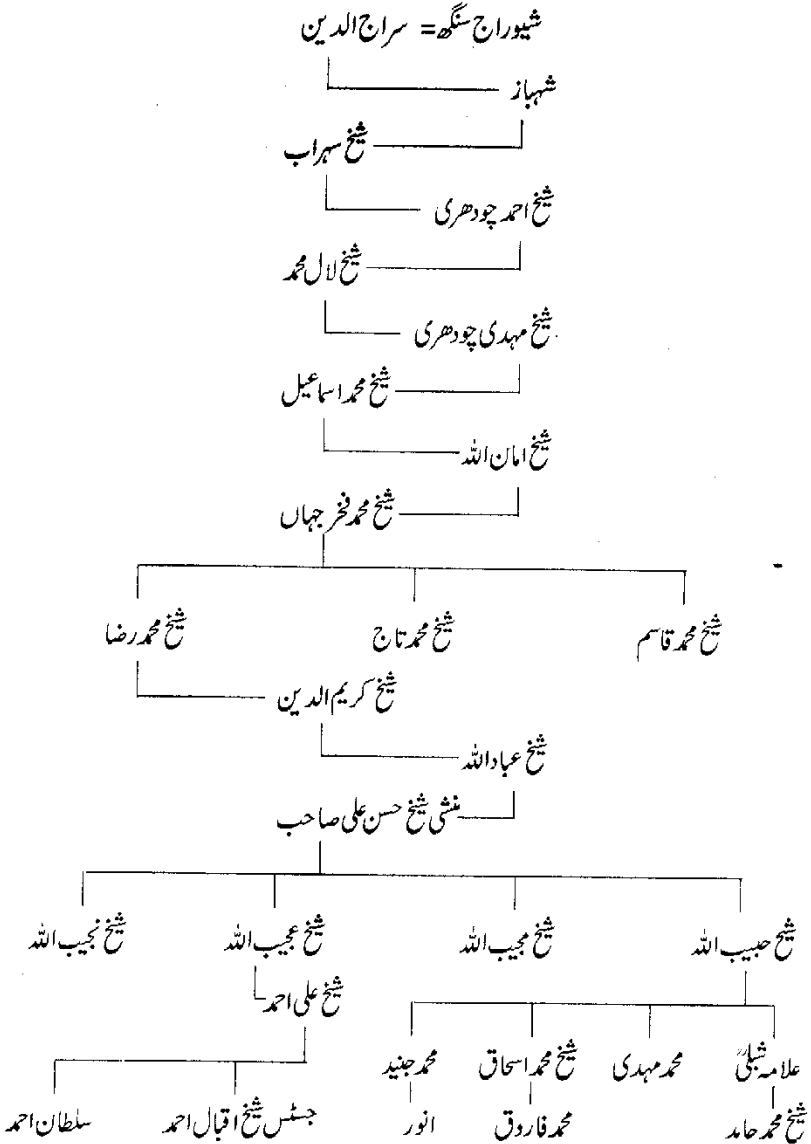 شیوراج سنگھ = سراج الدین
شہباز
شیخ سہراب
شیخ احمد چودھری
شیخ لال محمد
شیخ مہدی چودھری
شیخ محمد اسماعیل
شیخ امان اللہ
شیخ محمد فخر جہاں
شیخ محمد قاسم شیخ محمد تاج شیخ محمد رضا
شیخ کریم الدین
شیخ عباد اللہ
منشی شیخ حسن علی صاحب
شیخ حبیب اللہ شیخ مجیب اللہ شیخ عجیب اللہ شیخ نجیب اللہ
شیخ علی احمد
علامہ شبلیؒ محمد مہدی شیخ محمد اسحاق محمد جنید
شیخ محمد حامد محمد فاروق انور جسٹس شیخ اقبال احمد سلطان احمد